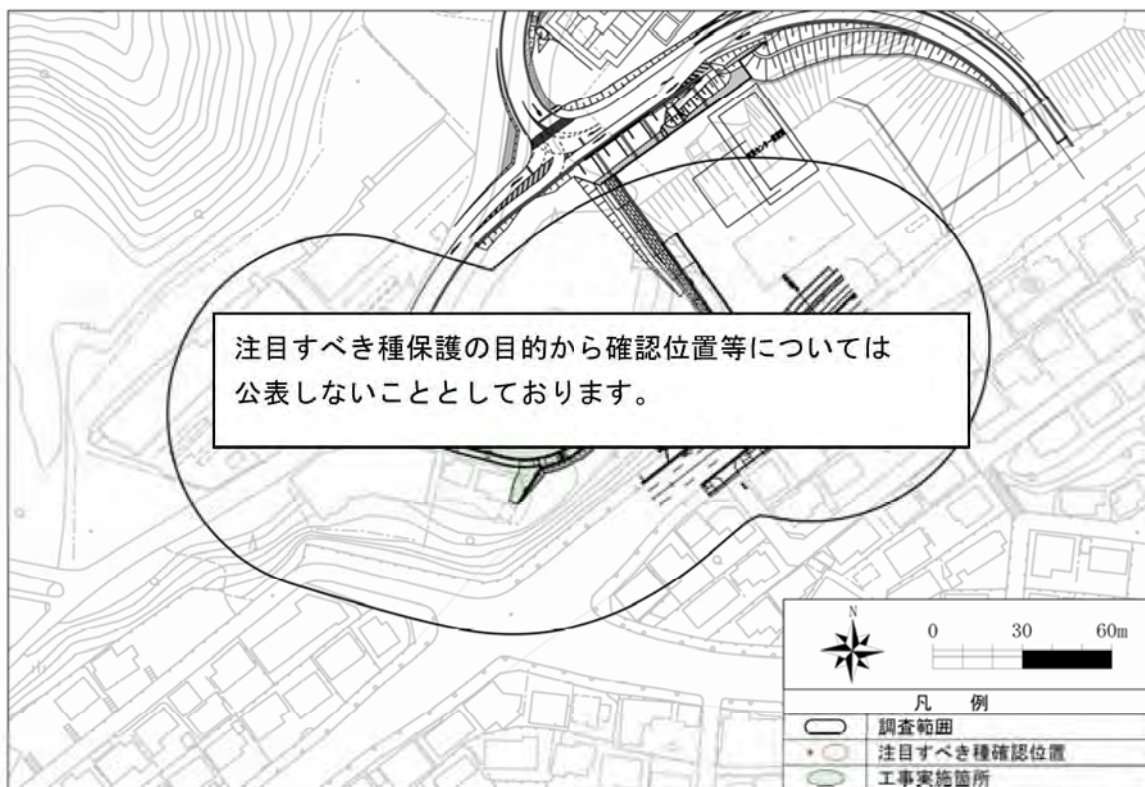 注目すべき種保護の目的から確認位置等については
公表しないこととしております。
N
0 30 60m
凡 例
調査範囲
注目すべき種確認位置
工事実施箇所